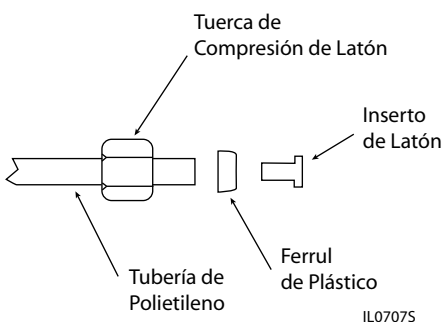 Tuerca de
Compresión de Latón
Inserto
de Latón
Ferrul
de Plástico
Tubería de
Polietileno
IL0707S